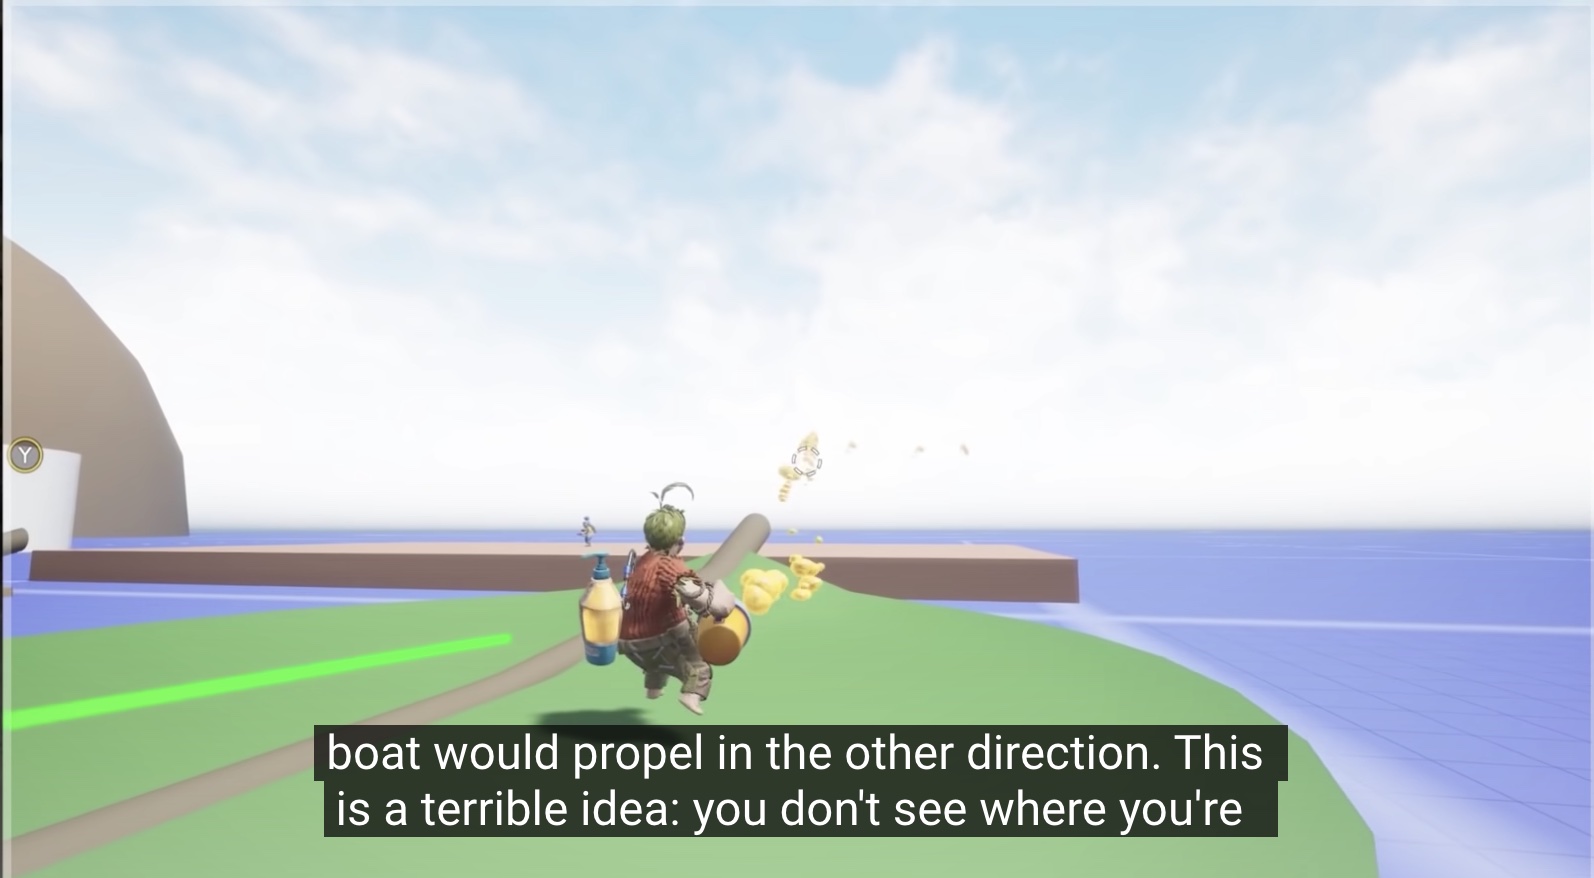 Y
boat would propel in the other direction. This
is a terrible idea: you don't see where you're